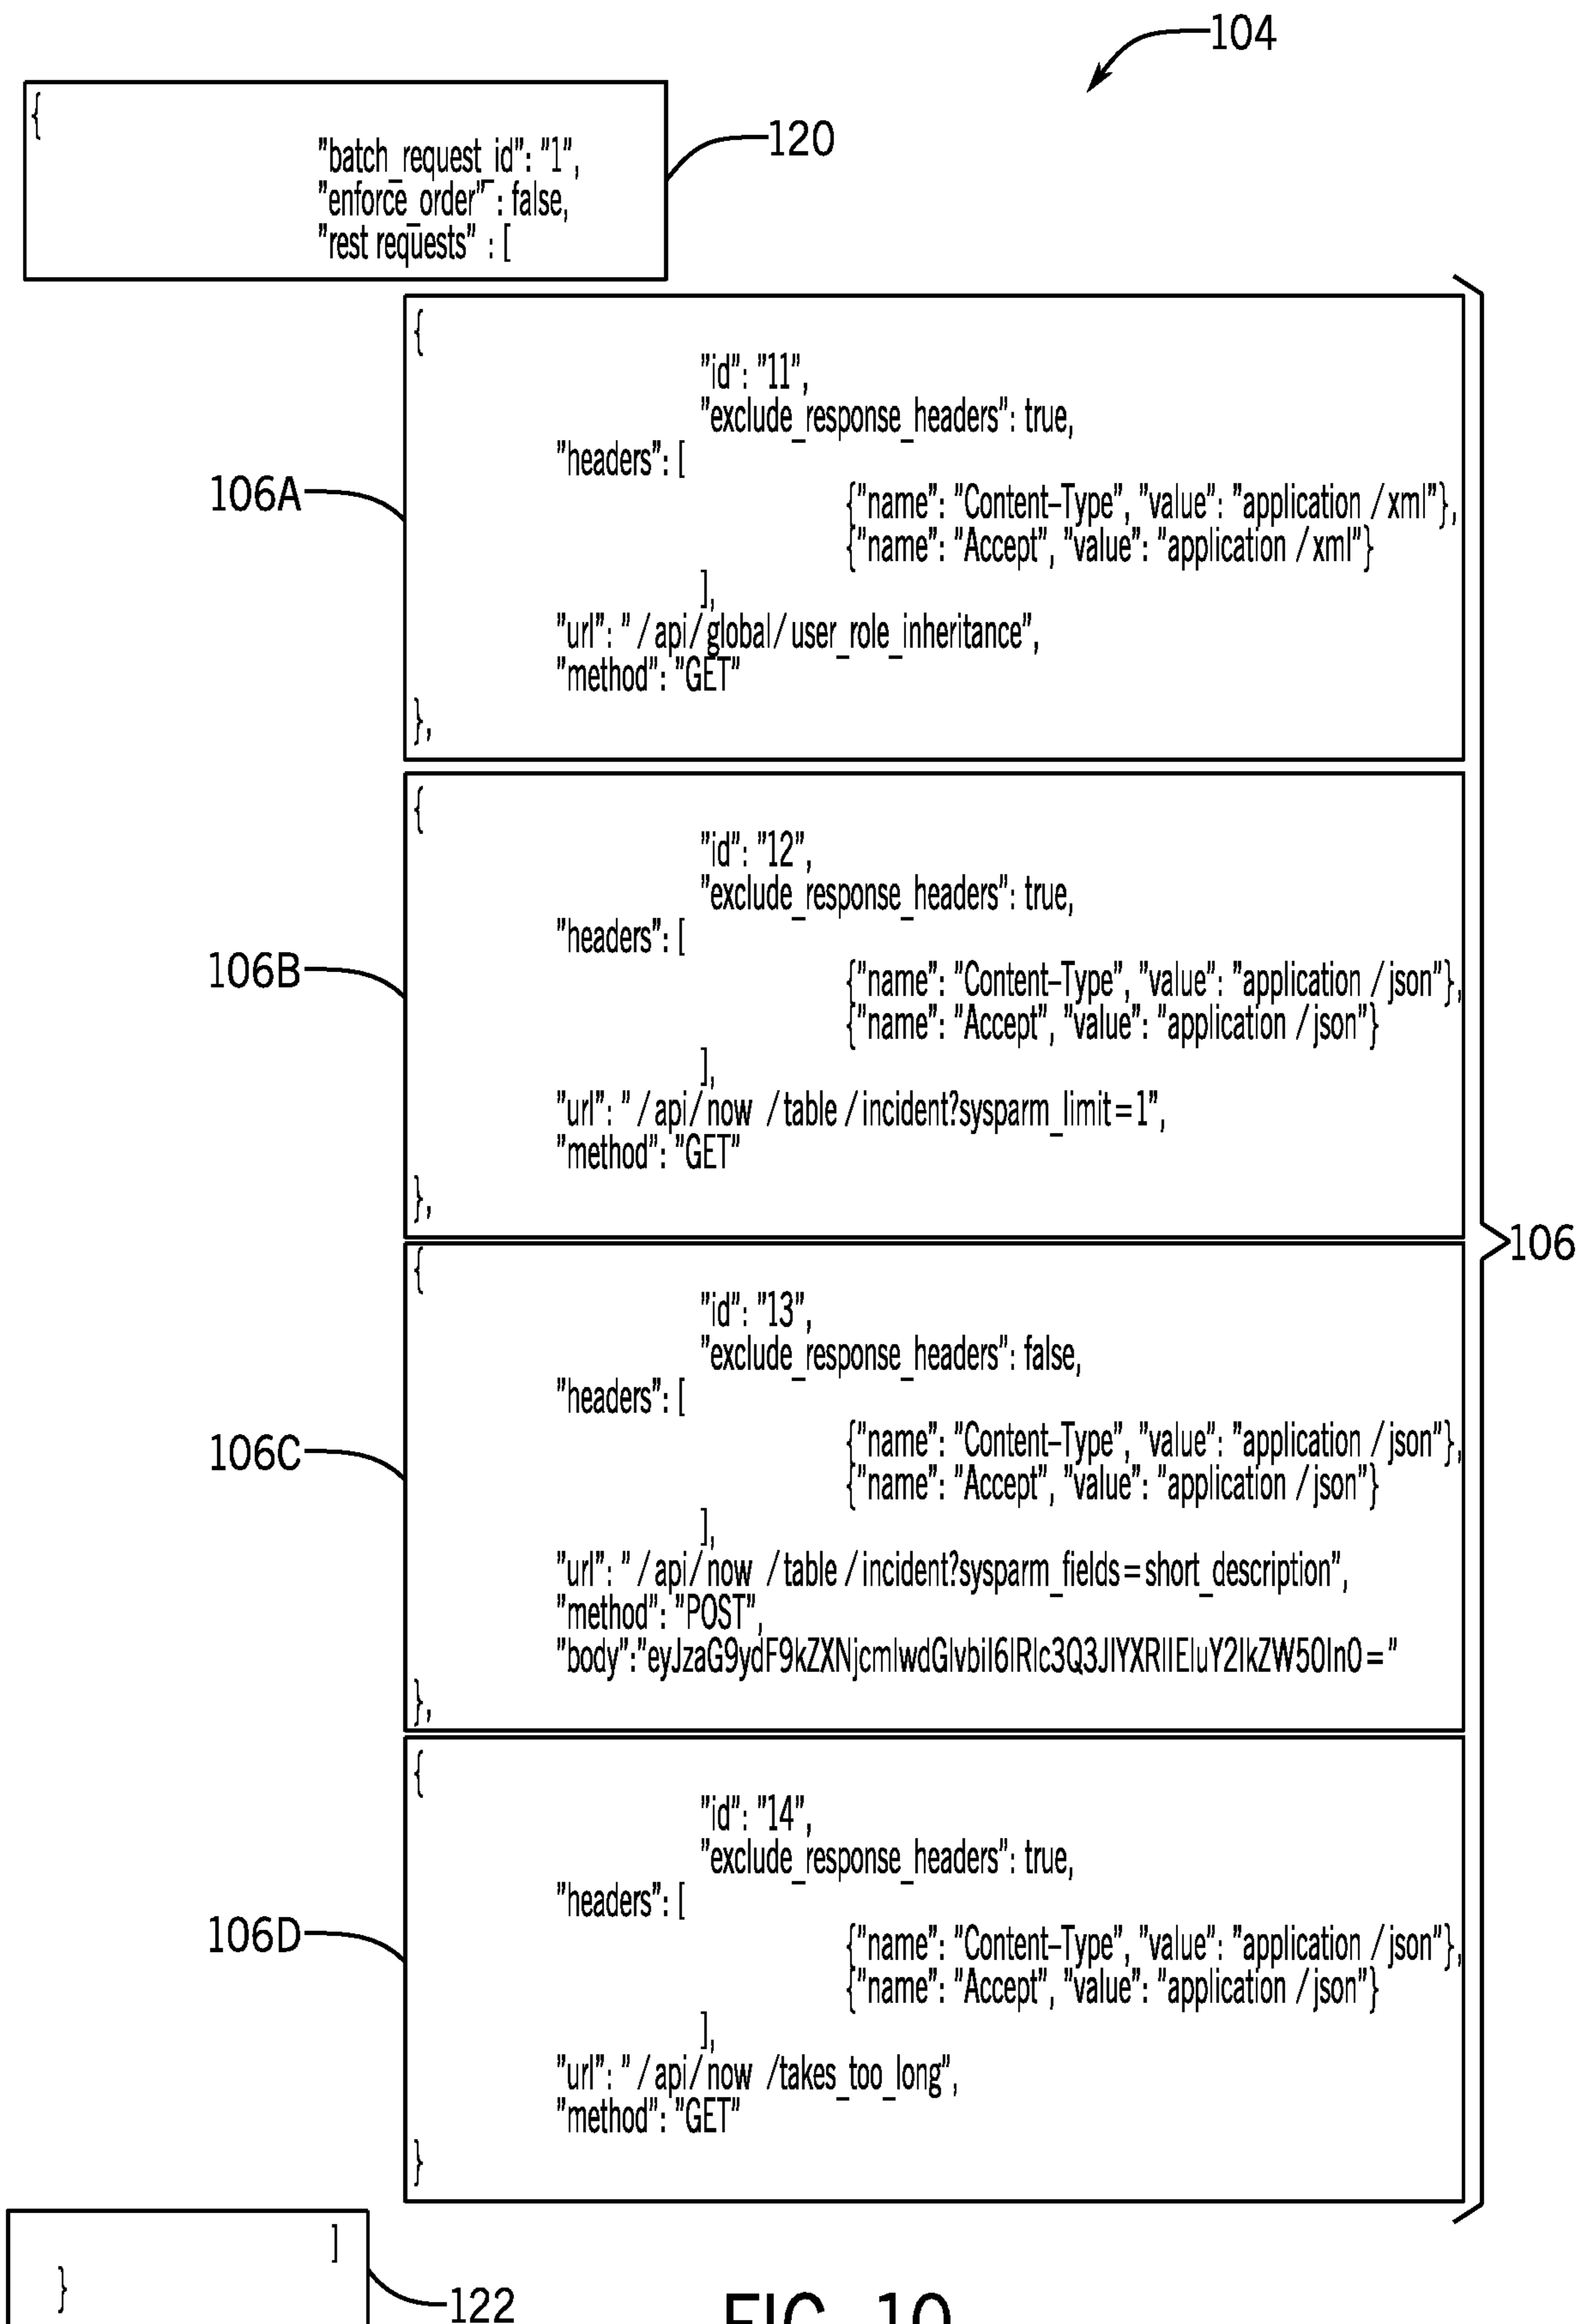 104
{
"batch_request_id": "1",
"enforce_order" : false,
"rest requests" : [
120
{
"id": "11",
"exclude_response_headers": true,
"headers": [
{"name": "Content-Type", "value": "application /xml"},
{"name": "Accept", "value": "application /xml"}
],
"url": " /api/global/user_role_inheritance",
"method": "GET"
},
106A
{
"id": "12",
"exclude_response_headers": true,
"headers": [
{"name": "Content-Type", "value": "application /json"},
{"name": "Accept", "value": "application /json"}
],
"url": " /api/now /table /incident?sysparm_limit=1",
"method": "GET"
},
106B
106
{
"id": "13",
"exclude_response_headers": false,
"headers": [
{"name": "Content-Type", "value": "application /json"},
{"name": "Accept", "value": "application /json"}
],
"url": " /api/now /table /incident?sysparm_fields=short_description",
"method": "POST",
"body":
},
106C
{
"id": "14",
"exclude_response_headers": true,
"headers": [
{"name": "Content-Type", "value": "application /json"},
{"name": "Accept", "value": "application /json"}
],
"url": " /api/now /takes_too_long",
"method": "GET"
}
106D
]
}
122